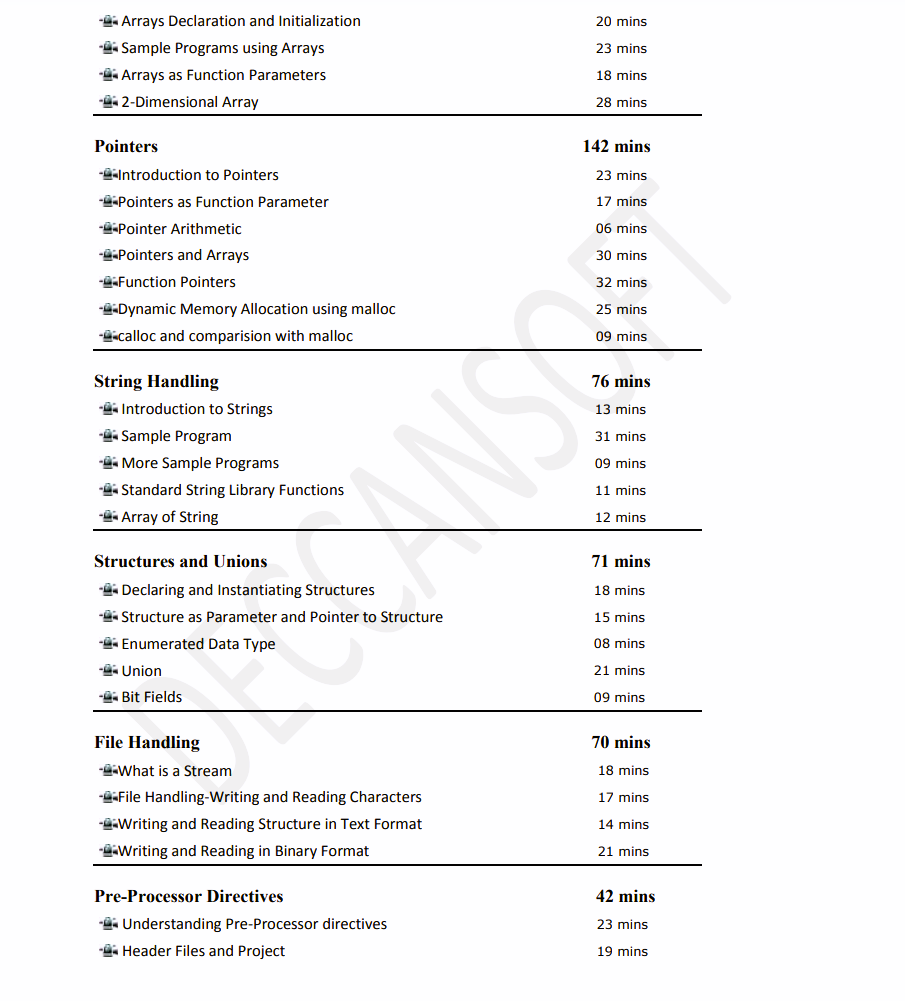 Arrays Declaration and Initialization 20 mins
Sample Programs using Arrays 23 mins
Arrays as Function Parameters 18 mins
2-Dimensional Array 28 mins
Pointers 142 mins
Introduction to Pointers 23 mins
Pointers as Function Parameter 17 mins
Pointer Arithmetic 06 mins
Pointers and Arrays 30 mins
Function Pointers 32 mins
Dynamic Memory Allocation using malloc 25 mins
calloc and comparision with malloc 09 mins
String Handling 76 mins
Introduction to Strings 13 mins
Sample Program 31 mins
More Sample Programs 09 mins
Standard String Library Functions 11 mins
Array of String 12 mins
Structures and Unions 71 mins
Declaring and Instantiating Structures 18 mins
Structure as Parameter and Pointer to Structure 15 mins
Enumerated Data Type 08 mins
Union 21 mins
Bit Fields 09 mins
File Handling 70 mins
What is a Stream 18 mins
File Handling-Writing and Reading Characters 17 mins
Writing and Reading Structure in Text Format 14 mins
Writing and Reading in Binary Format 21 mins
Pre-Processor Directives 42 mins
Understanding Pre-Processor directives 23 mins
Header Files and Project 19 mins
DECCANSOFT